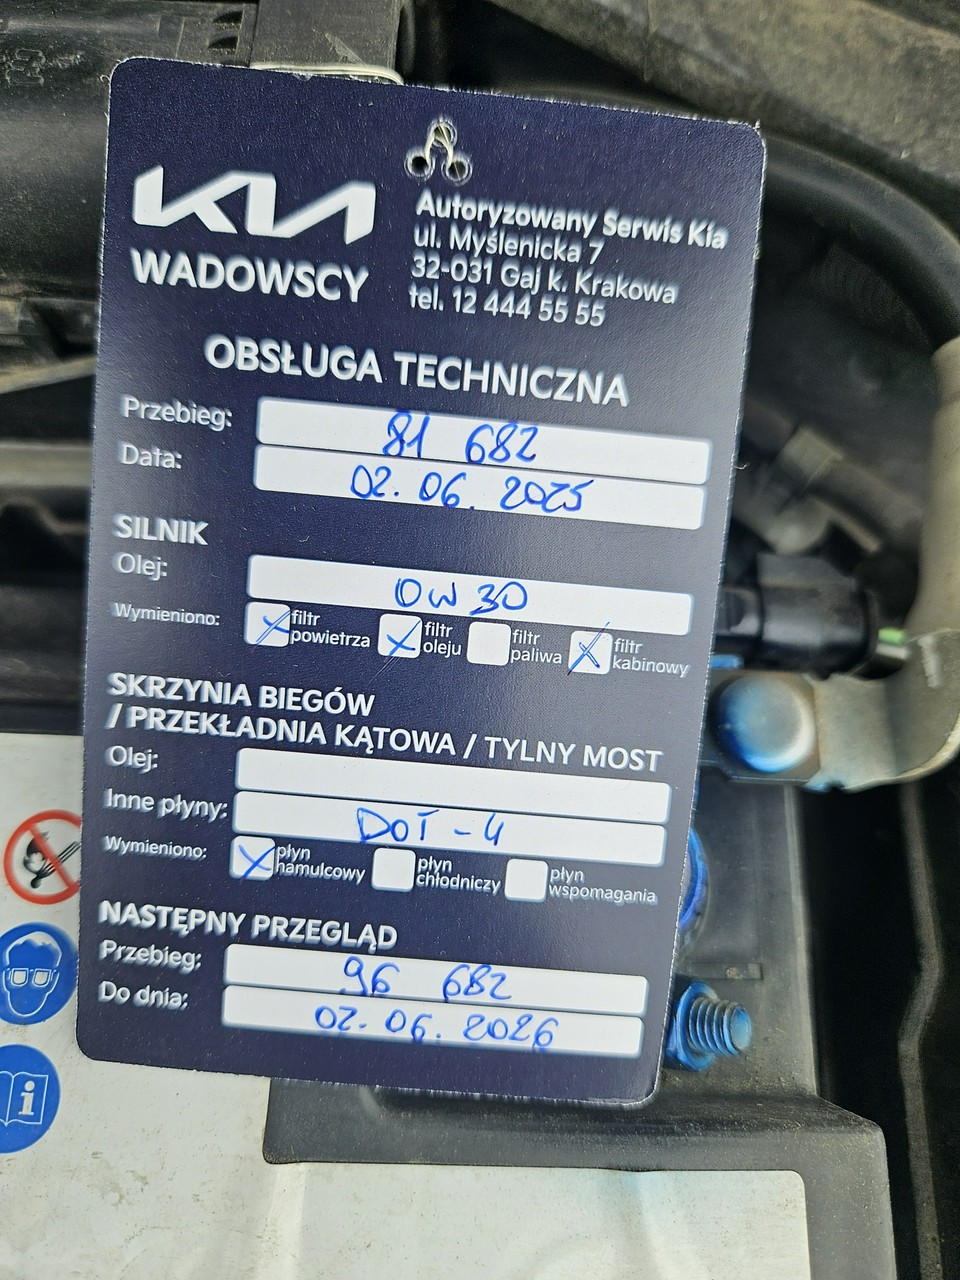 KIA
WADOWSCY
Autoryzowany Serwis Kia
ul. Myślenicka 7
32-031 Gaj k. Krakowa
tel. 12 444 55 55
OBSŁUGA TECHNICZNA
Przebieg: 81 682
Data: 02. 06. 2025
SILNIK
Olej: 0W30
Wymieniono: filtr powietrza filtr oleju filtr paliwa filtr kabinowy
SKRZYNIA BIEGÓW
/ PRZEKŁADNIA KĄTOWA / TYLNY MOST
Olej:
Inne płyny: DOT-4
Wymieniono: płyn hamulcowy płyn chłodniczy płyn wspomagania
NASTĘPNY PRZEGLĄD
Przebieg: 96 682
Do dnia: 02. 06. 2026